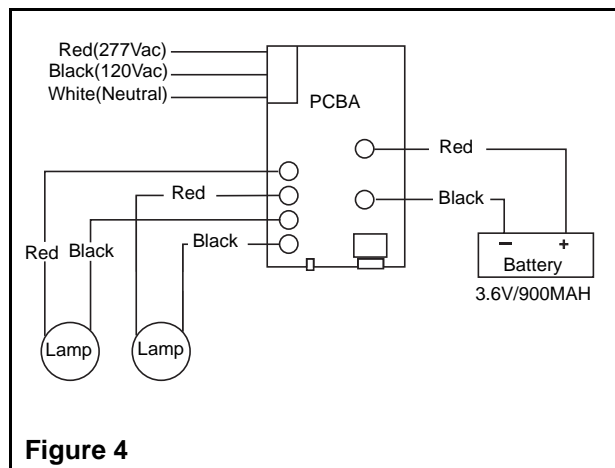 Red(277Vac)
Black(120Vac)
White(Neutral)
PCBA
Red
Black
Red
Black
Red
Black
Lamp
Lamp
− +
Battery
3.6V/900MAH
Figure 4